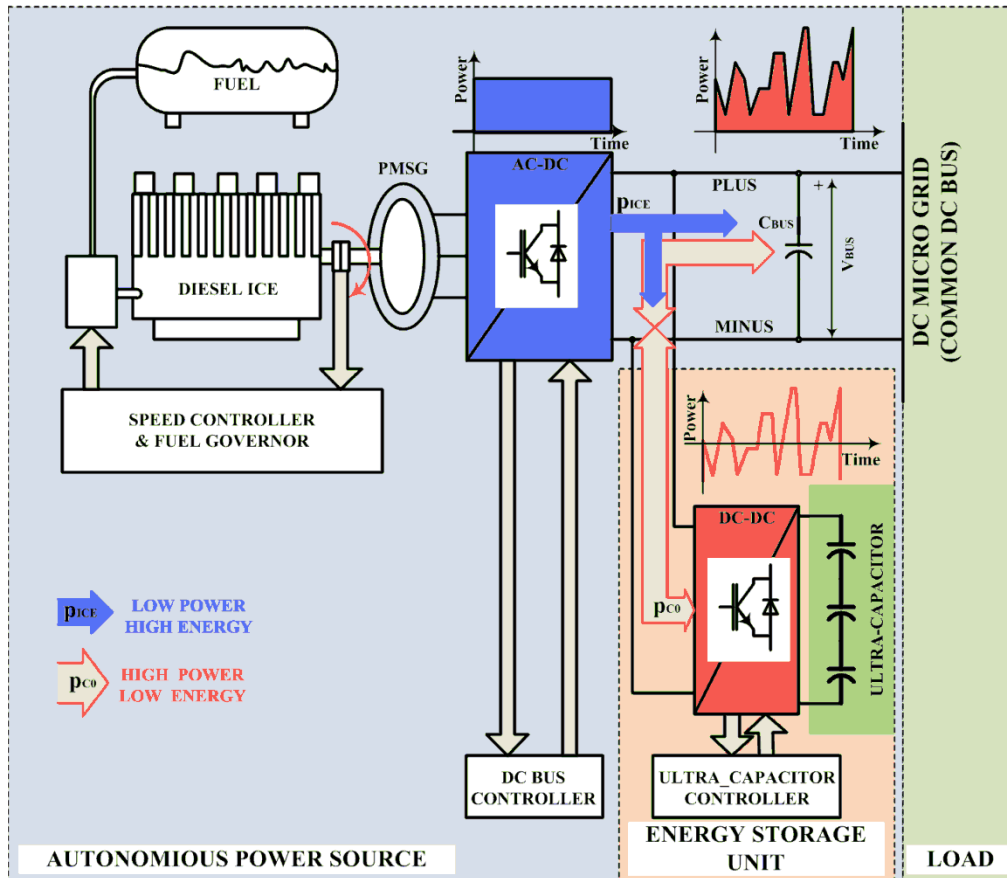 FUEL
Power
Time
Power
Time
PMSG
AC-DC
PLUS
+
pICE
CBUS
VBUS
DIESEL ICE
MINUS
DC MICRO GRID
(COMMON DC BUS)
SPEED CONTROLLER
& FUEL GOVERNOR
Power
Time
DC-DC
pC0
ULTRA-CAPACITOR
pICE
LOW POWER
HIGH ENERGY
pC0
HIGH POWER
LOW ENERGY
DC BUS
CONTROLLER
ULTRA_CAPACITOR
CONTROLLER
ENERGY STORAGE
UNIT
AUTONOMIOUS POWER SOURCE
LOAD